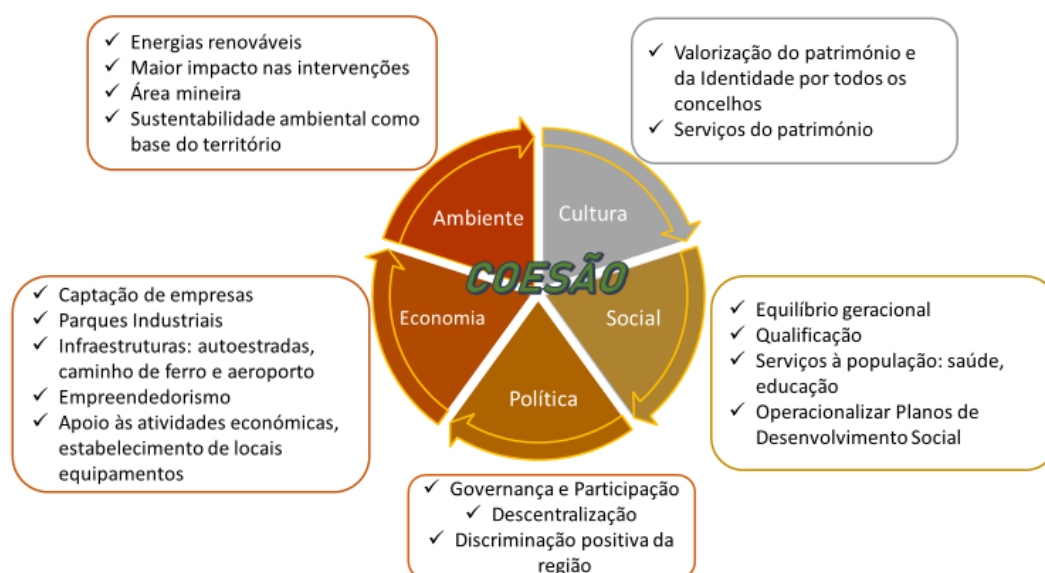 ✓ Energias renováveis
✓ Maior impacto nas intervenções
✓ Área mineira
✓ Sustentabilidade ambiental como
base do território
✓ Valorização do património e
da Identidade por todos os
concelhos
✓ Serviços do património
Ambiente
Cultura
COESÃO
Economia
Social
Política
✓ Captação de empresas
✓ Parques Industriais
✓ Infraestruturas: autoestradas,
caminho de ferro e aeroporto
✓ Empreendedorismo
✓ Apoio às atividades económicas,
estabelecimento de locais
equipamentos
✓ Equilíbrio geracional
✓ Qualificação
✓ Serviços à população: saúde,
educação
✓ Operacionalizar Planos de
Desenvolvimento Social
✓ Governança e Participação
✓ Descentralização
✓ Discriminação positiva da
região